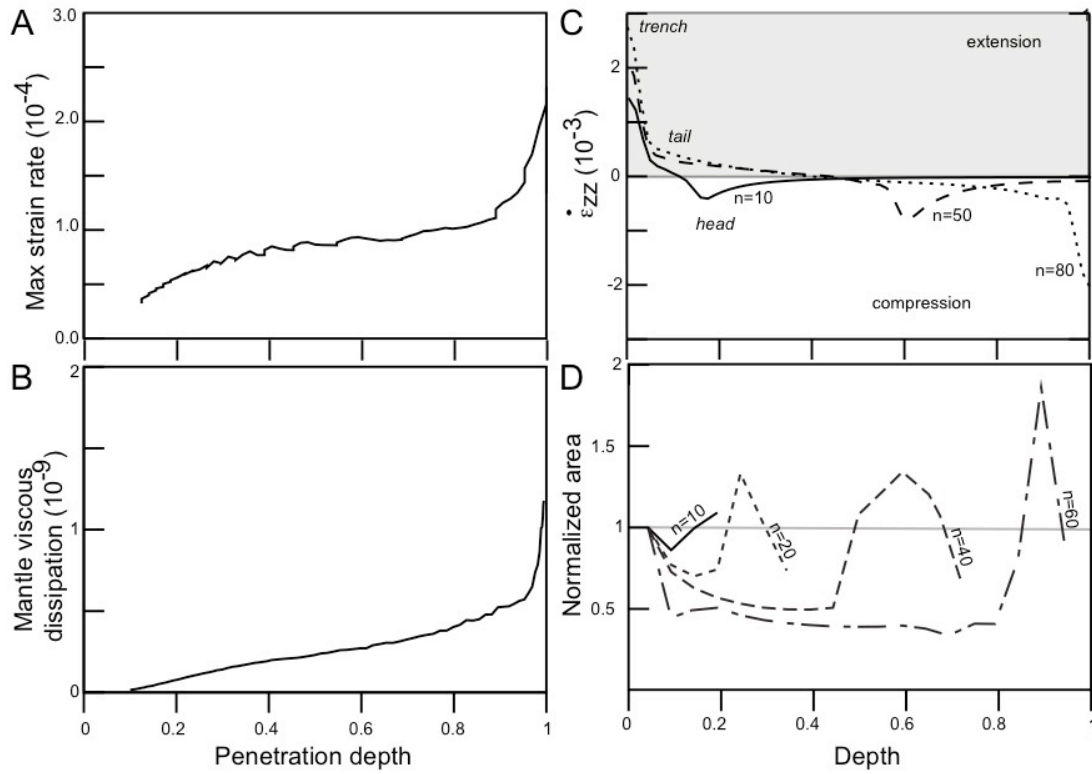 A
Max strain rate (10-4)
3.0
2.0
1.0
0.0
B
Mantle viscous
dissipation (10-9)
2
1
0
0 0.2 0.4 0.6 0.8 1
Penetration depth
C
ε̇zz (10-3)
2
0
-2
trench
extension
tail
n=10
head
n=50
n=80
compression
1
D
Normalized area
2
1.5
1
0.5
n=10
n=20
n=40
n=60
0 0.2 0.4 0.6 0.8 1
Depth